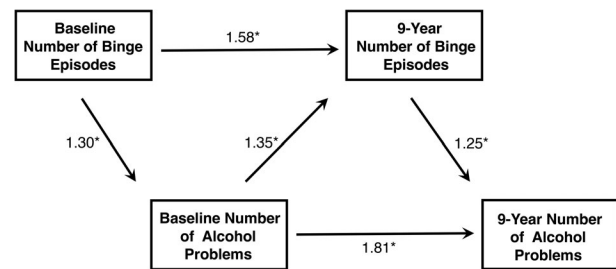 Baseline
Number of Binge
Episodes
1.58*
9-Year
Number of Binge
Episodes
1.30*
1.35*
1.25*
Baseline Number
of Alcohol
Problems
1.81*
9-Year Number
of Alcohol
Problems